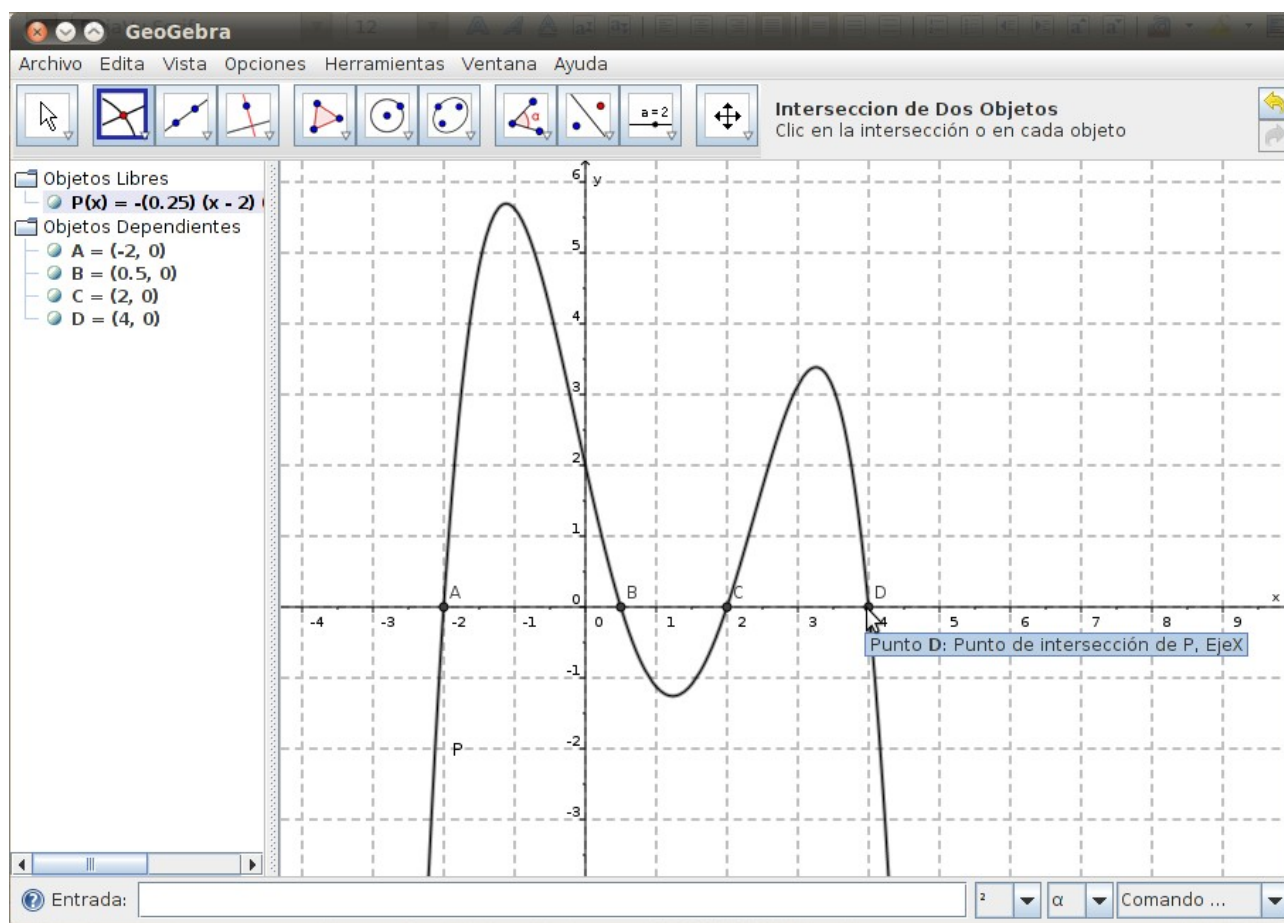 GeoGebra
Archivo Edita Vista Opciones Herramientas Ventana Ayuda
a=2
Interseccion de Dos Objetos
Clic en la intersección o en cada objeto
Objetos Libres
P(x) = -(0.25) (x - 2) (
Objetos Dependientes
A = (-2, 0)
B = (0.5, 0)
C = (2, 0)
D = (4, 0)
6 y
5
4
3
2
1
0
A B C D x
-4 -3 -2 -1 0 1 2 3 4 5 6 7 8 9
Punto D: Punto de intersección de P, EjeX
-1
-2
P
-3
Entrada:
² α Comando ...